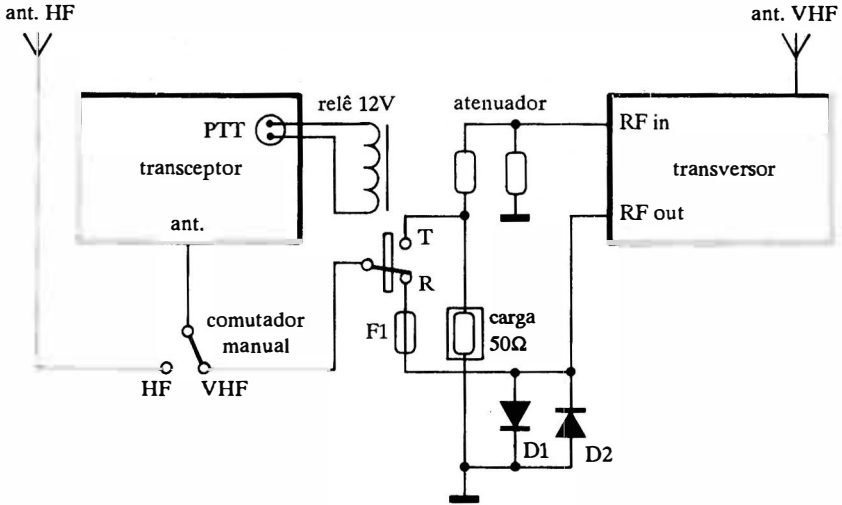 ant. HF
ant. VHF
relê 12V
atenuador
PTT
RF in
transceptor
transversor
ant.
RF out
T
R
comutador
manual
F1
carga
50Ω
HF
VHF
D1
D2